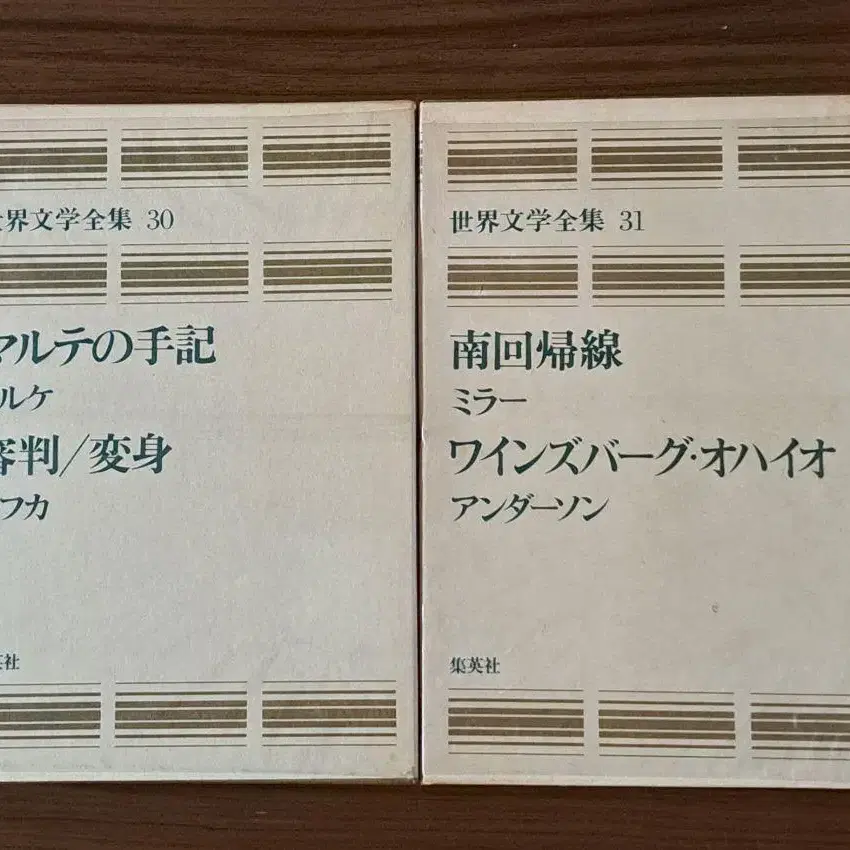 界文学全集 30
マルテの手記
ルケ
審判/変身
フカ
英社
世界文学全集 31
南回帰線
ミラー
ワインズバーグ・オハイオ
アンダーソン
集英社